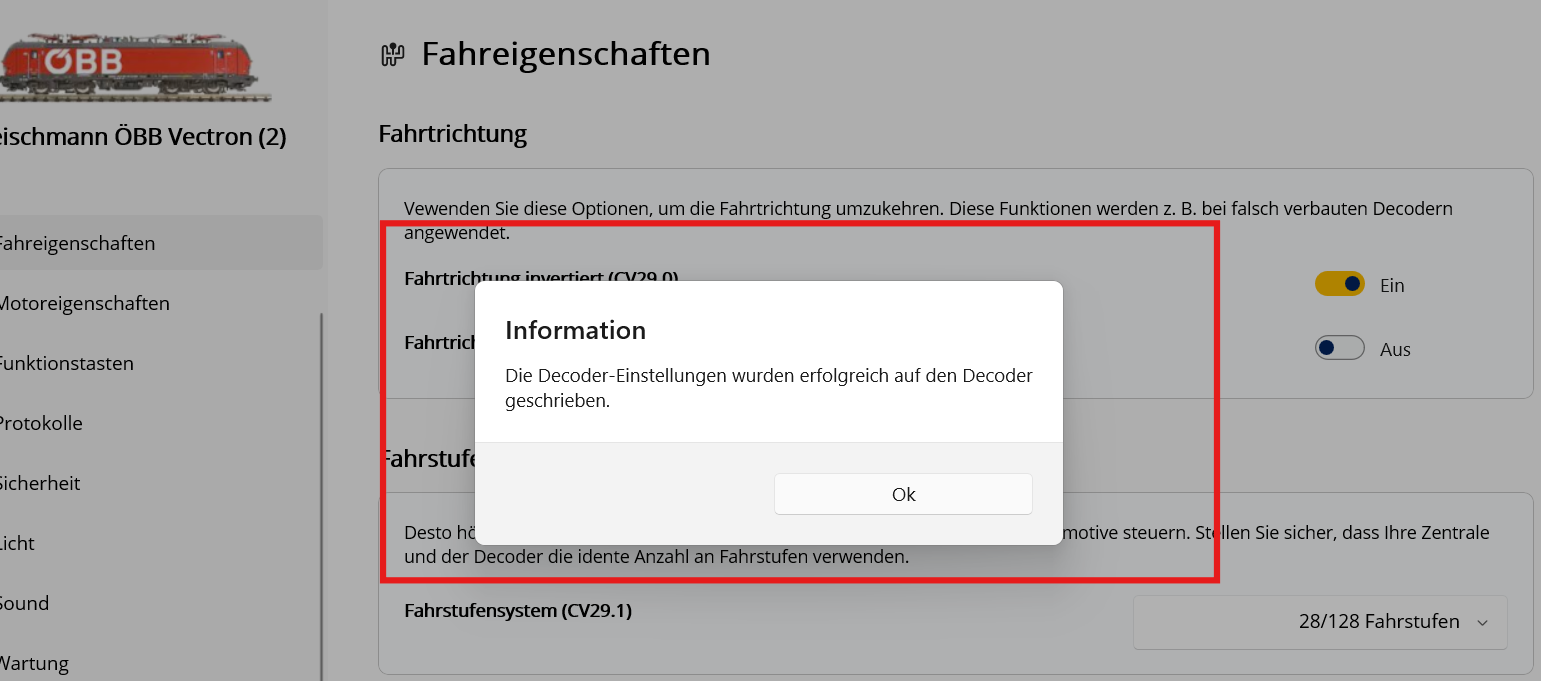 ÖBB
Fahreigenschaften
eischmann ÖBB Vectron (2)
Fahrtrichtung
Vewenden Sie diese Optionen, um die Fahrtrichtung umzukehren. Diese Funktionen werden z. B. bei falsch verbauten Decodern
angewendet.
Fahreigenschaften
Fahrtrichtung invertiert (CV29.0)
Ein
Motoreigenschaften
Information
Fahrtrich
Aus
Die Decoder-Einstellungen wurden erfolgreich auf den Decoder
geschrieben.
Funktionstasten
Protokolle
Fahrstufe
Sicherheit
Ok
Desto hö
motive steuern. Stellen Sie sicher, dass Ihre Zentrale
und der Decoder die idente Anzahl an Fahrstufen verwenden.
Licht
Sound
Fahrstufensystem (CV29.1)
28/128 Fahrstufen
Wartung